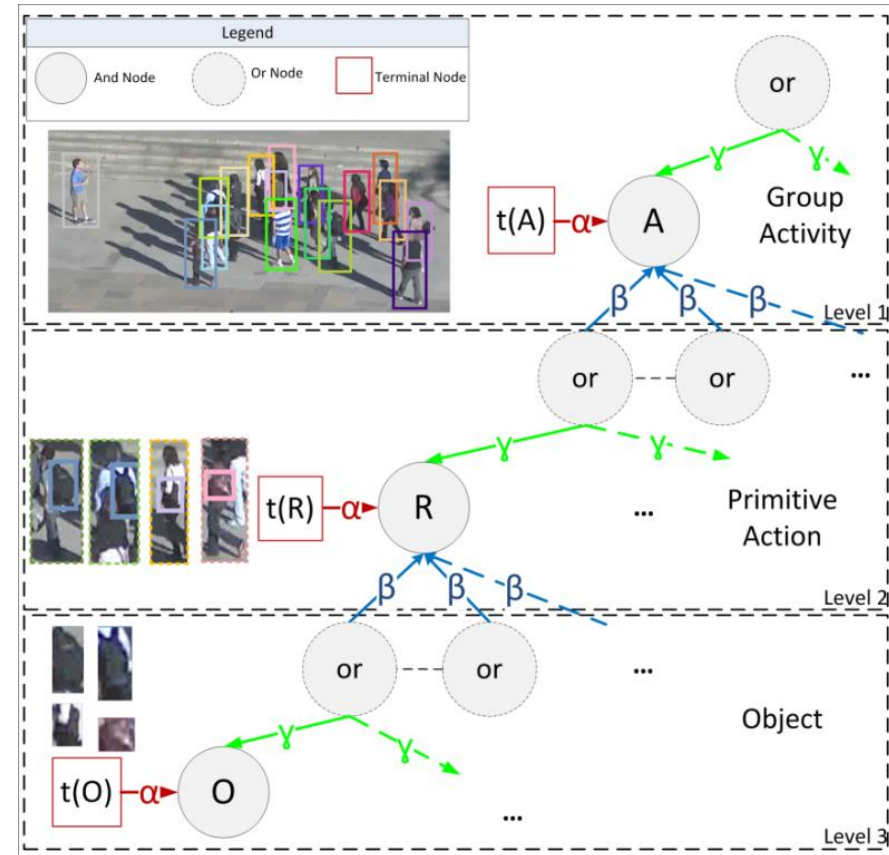 Legend
And Node
Or Node
Terminal Node
or
γ γ
t(A) α A
Group
Activity
β β β
Level 1
or or ...
γ γ
t(R) α R
... Primitive
Action
β β β
Level 2
or or ...
Object
γ γ
t(O) α O
...
Level 3